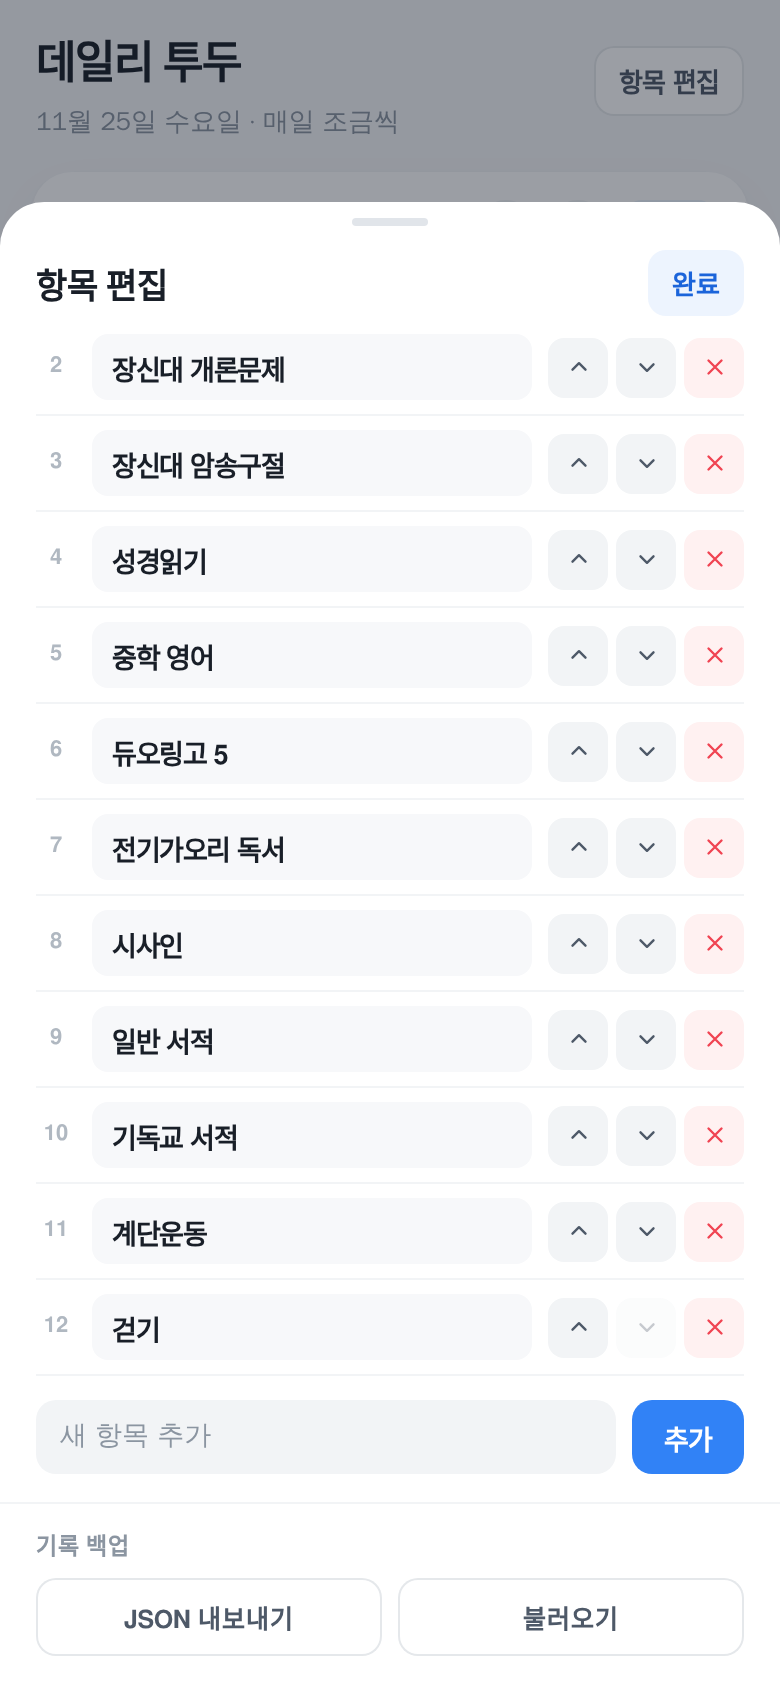 데일리 투두
항목 편집
11월 25일 수요일 · 매일 조금씩
항목 편집
완료
2 장신대 개론문제
3 장신대 암송구절
4 성경읽기
5 중학 영어
6 듀오링고 5
7 전기가오리 독서
8 시사인
9 일반 서적
10 기독교 서적
11 계단운동
12 걷기
새 항목 추가
추가
기록 백업
JSON 내보내기
불러오기